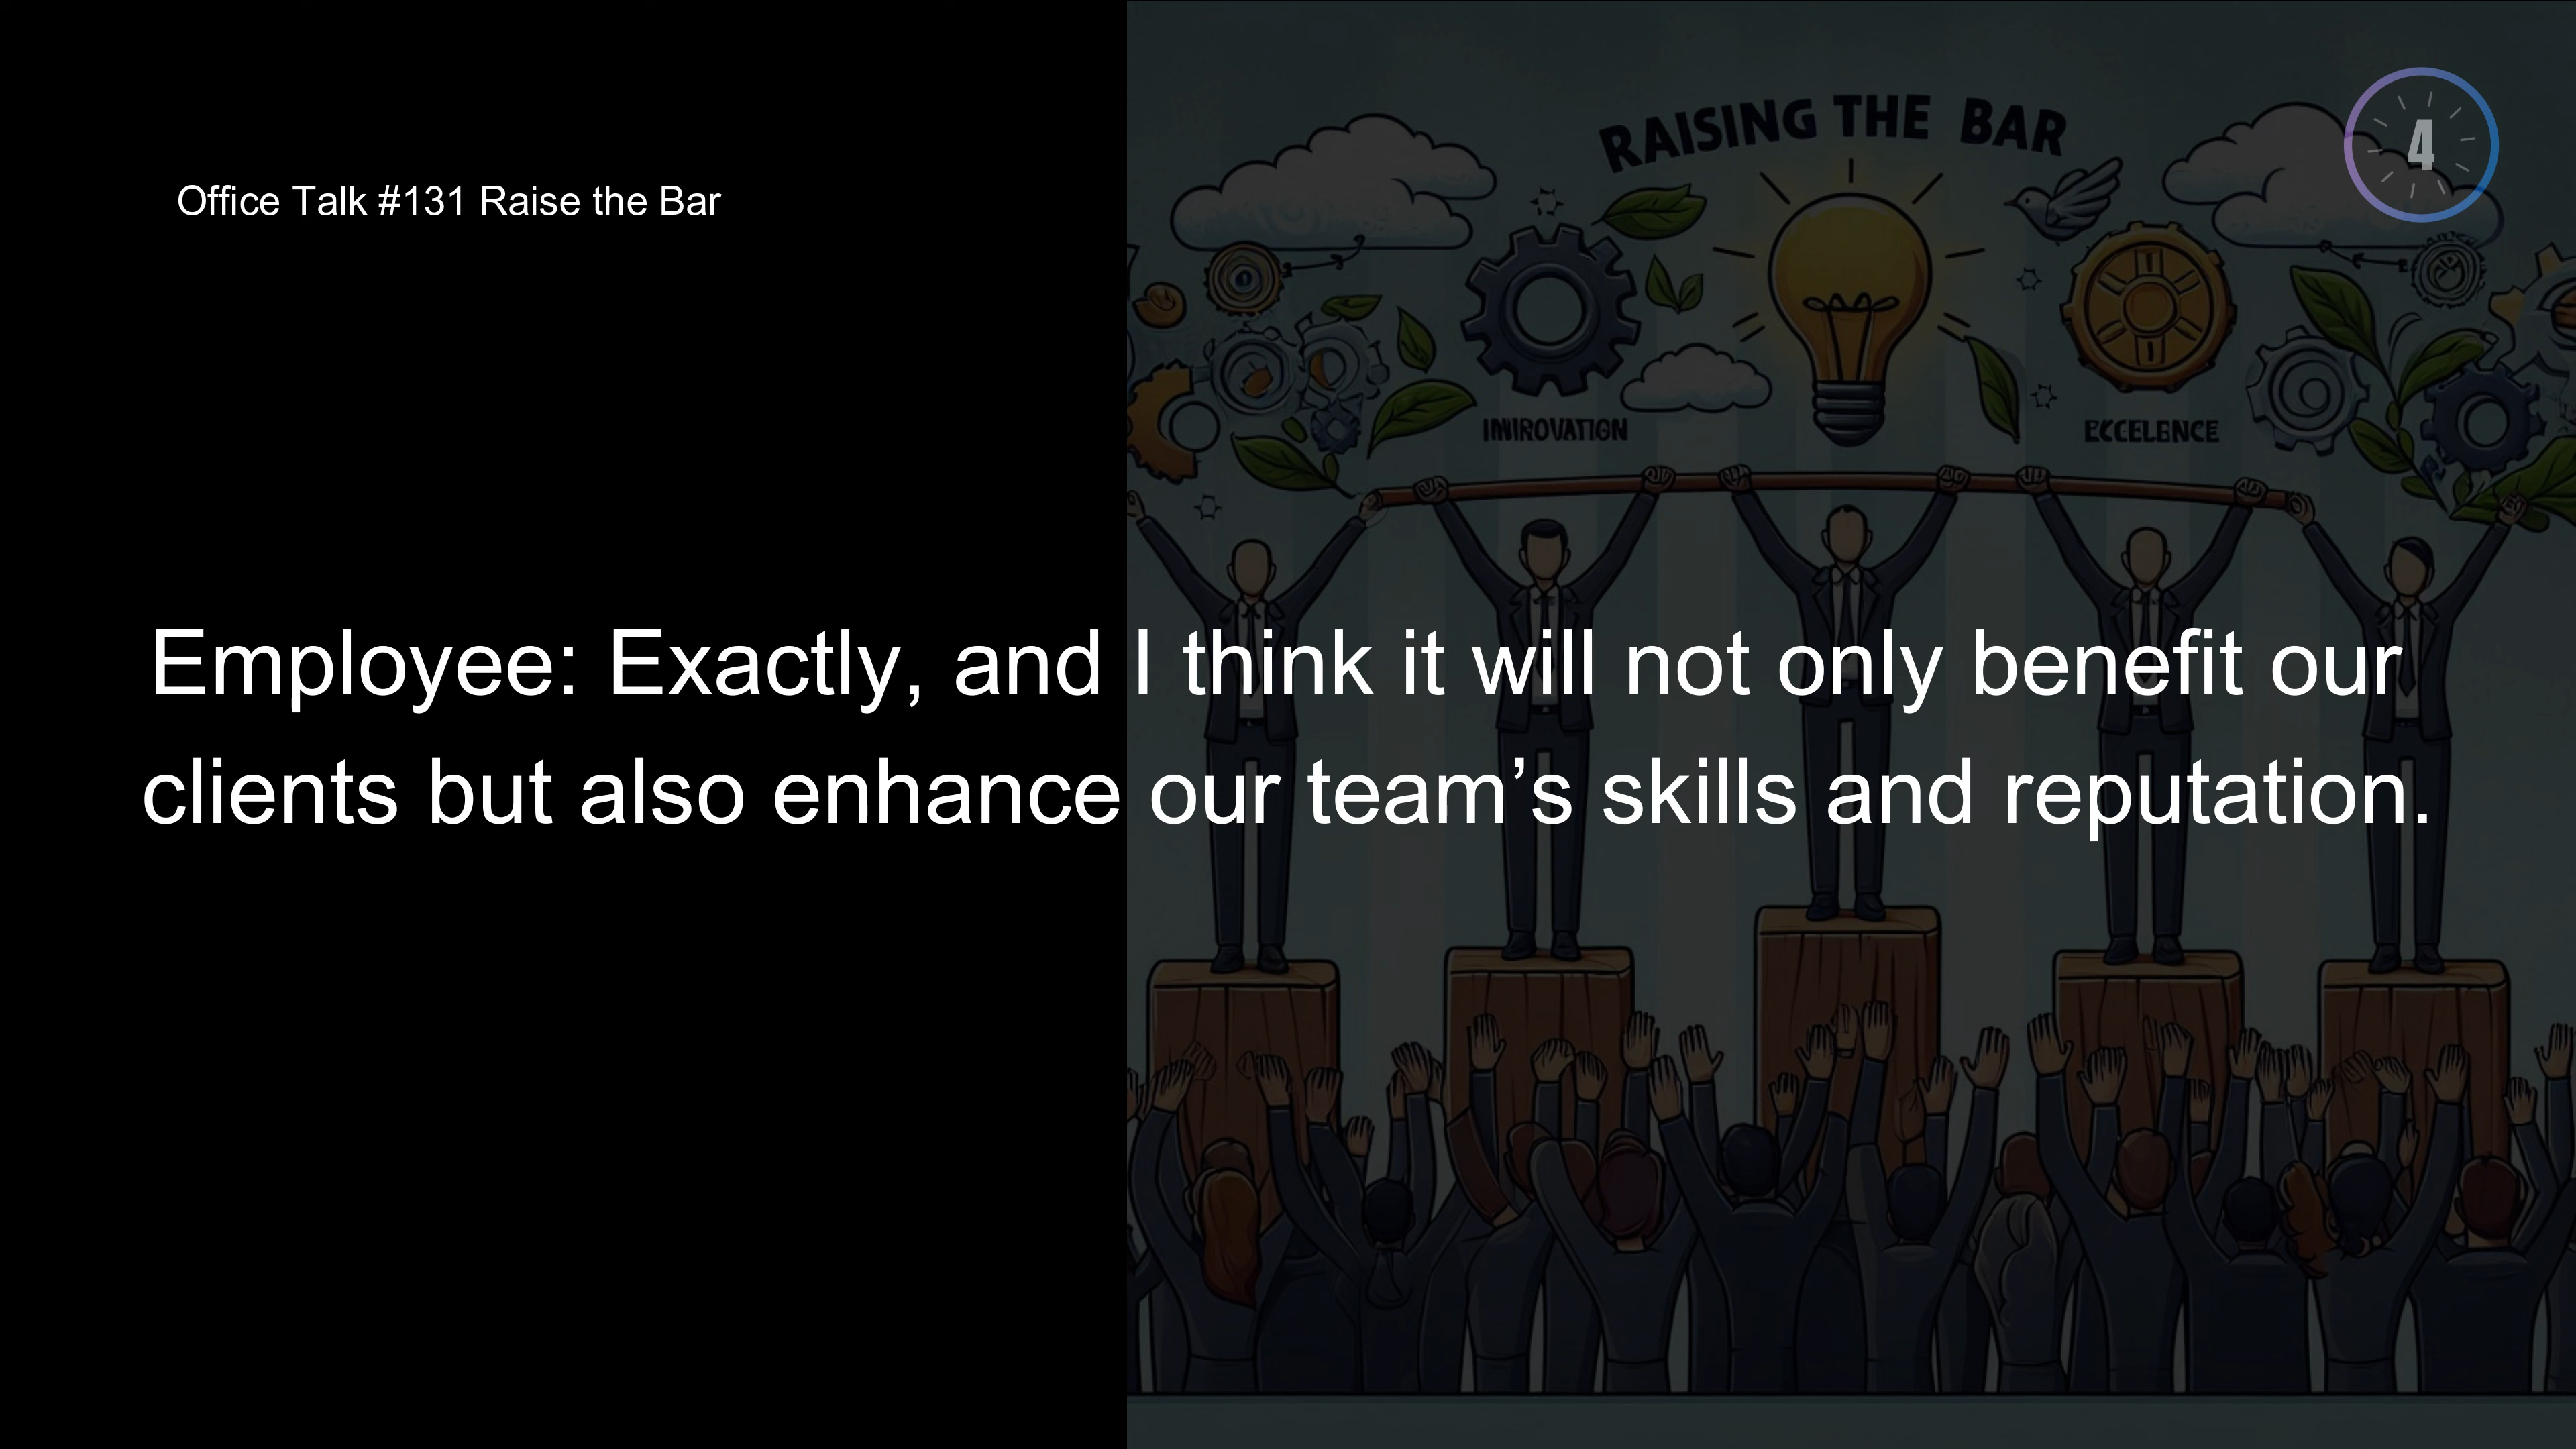 RAISING THE BAR
4
Office Talk #131 Raise the Bar
INIROVATION
EXCELENCE
Employee: Exactly, and I think it will not only benefit our
clients but also enhance our team’s skills and reputation.